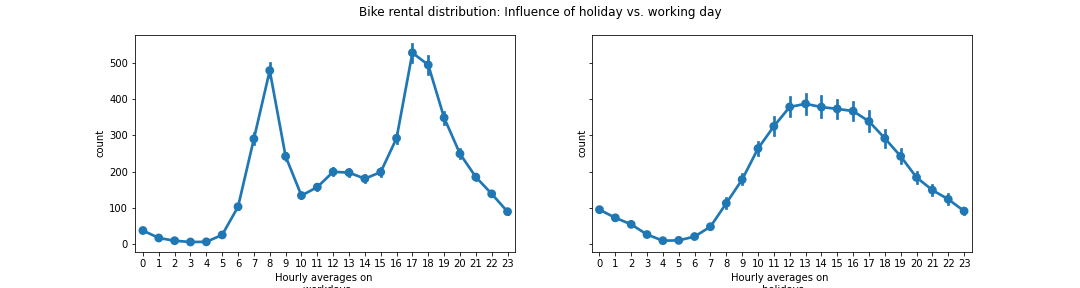 Bike rental distribution: Influence of holiday vs. working day
count
500
400
300
200
100
0
0 1 2 3 4 5 6 7 8 9 10 11 12 13 14 15 16 17 18 19 20 21 22 23
Hourly averages on
workdays
count
0 1 2 3 4 5 6 7 8 9 10 11 12 13 14 15 16 17 18 19 20 21 22 23
Hourly averages on
holidays